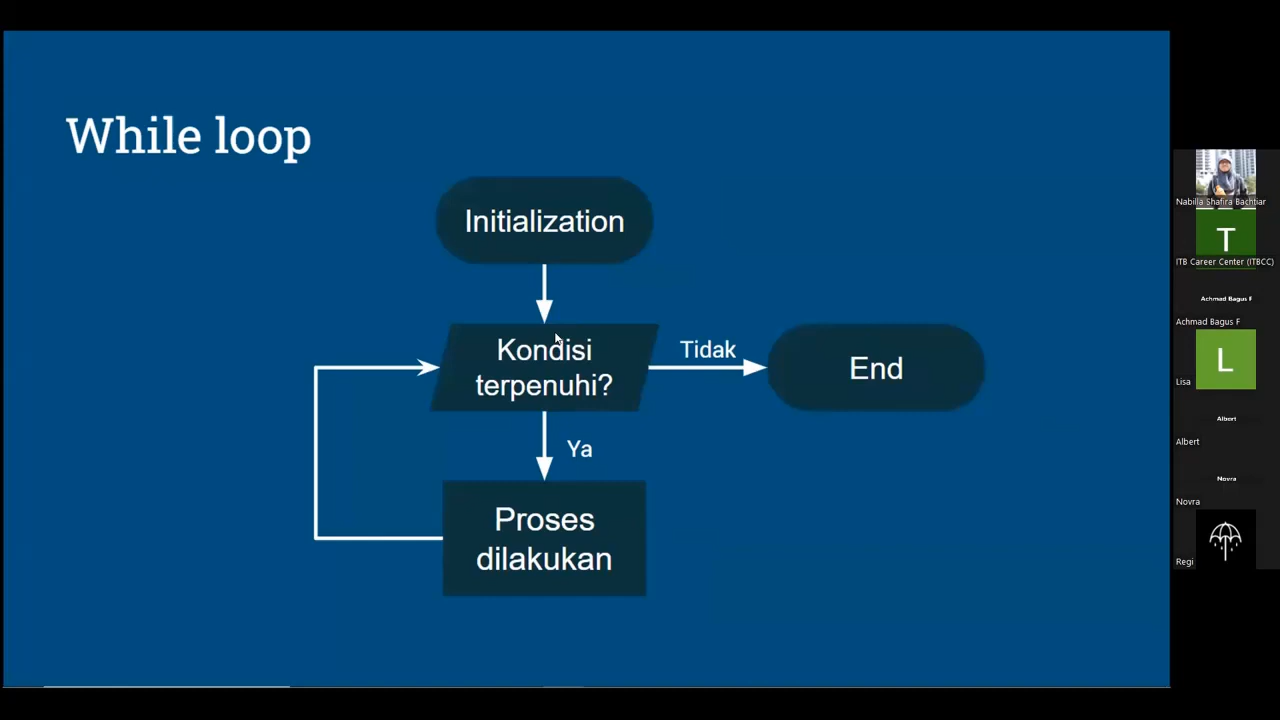 While loop
Initialization
Kondisi
terpenuhi?
Tidak
End
Ya
Proses
dilakukan
Nabilla Shafira Bachtiar
T
ITB Career Center (ITBCC)
Achmad Bagus F
Achmad Bagus F
L
Lisa
Albert
Albert
Novra
Novra
Regi